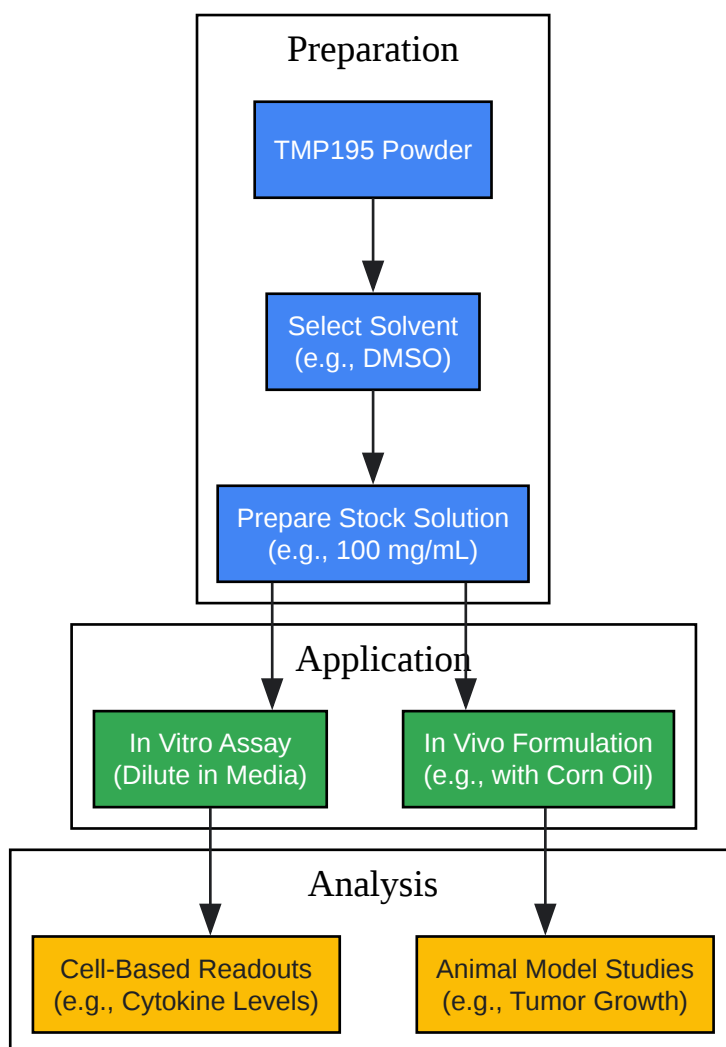 Preparation
TMP195 Powder
Select Solvent
(e.g., DMSO)
Prepare Stock Solution
(e.g., 100 mg/mL)
Application
In Vitro Assay
(Dilute in Media)
In Vivo Formulation
(e.g., with Corn Oil)
Analysis
Cell-Based Readouts
(e.g., Cytokine Levels)
Animal Model Studies
(e.g., Tumor Growth)